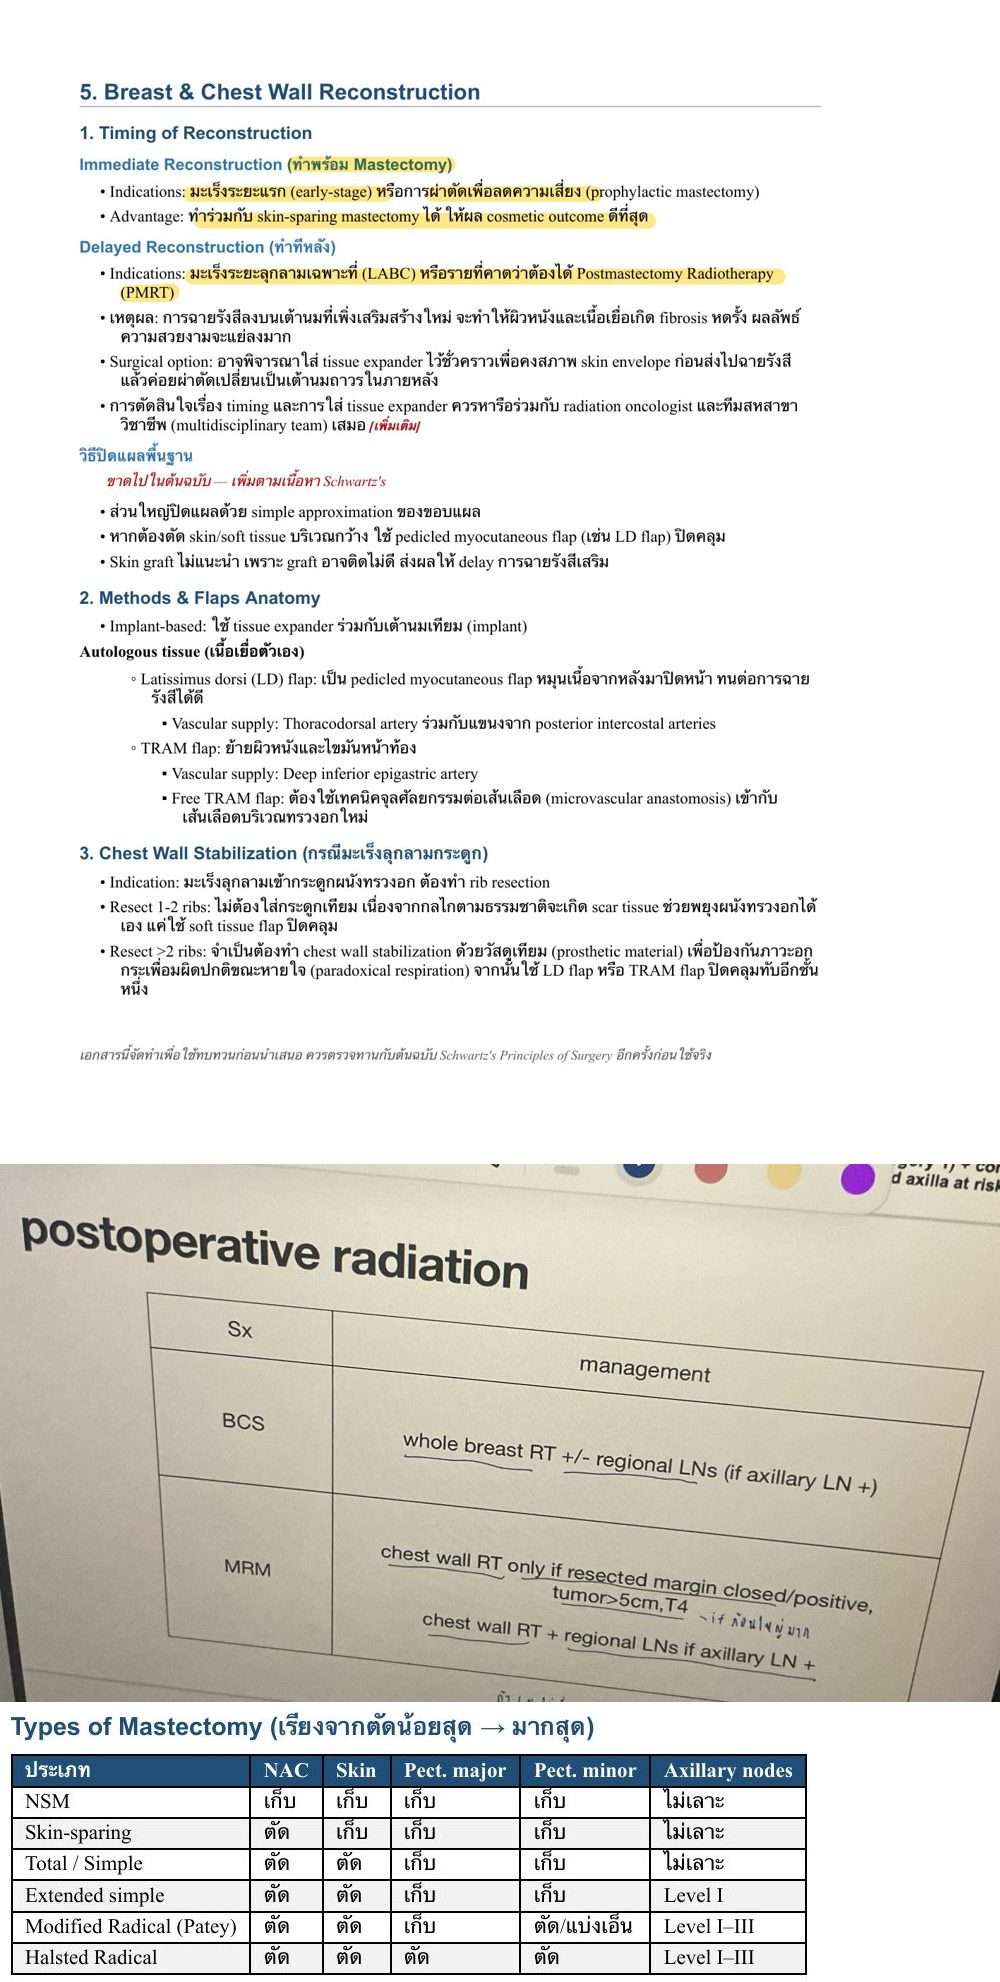 5. Breast & Chest Wall Reconstruction
1. Timing of Reconstruction
Immediate Reconstruction (ทำพร้อม Mastectomy)
• Indications: มะเร็งระยะแรก (early-stage) หรือการผ่าตัดเพื่อลดความเสี่ยง (prophylactic mastectomy)
• Advantage: ทำร่วมกับ skin-sparing mastectomy ได้ ให้ผล cosmetic outcome ดีที่สุด
Delayed Reconstruction (ทำทีหลัง)
• Indications: มะเร็งระยะลุกลามเฉพาะที่ (LABC) หรือรายที่คาดว่าต้องได้ Postmastectomy Radiotherapy
(PMRT)
• เหตุผล: การฉายรังสีลงบนเต้านมที่เพิ่งเสริมสร้างใหม่ จะทำให้ผิวหนังและเนื้อเยื่อเกิด fibrosis หดรั้ง ผลลัพธ์
ความสวยงามจะแย่ลงมาก
• Surgical option: อาจพิจารณาใส่ tissue expander ไว้ชั่วคราวเพื่อคงสภาพ skin envelope ก่อนส่งไปฉายรังสี
แล้วค่อยผ่าตัดเปลี่ยนเป็นเต้านมถาวรในภายหลัง
• การตัดสินใจเรื่อง timing และการใส่ tissue expander ควรหารือร่วมกับ radiation oncologist และทีมสหสาขา
วิชาชีพ (multidisciplinary team) เสมอ [เพิ่มเติม]
วิธีปิดแผลพื้นฐาน
ขาดไปในต้นฉบับ — เพิ่มตามเนื้อหา Schwartz's
• ส่วนใหญ่ปิดแผลด้วย simple approximation ของขอบแผล
• หากต้องตัด skin/soft tissue บริเวณกว้าง ใช้ pedicled myocutaneous flap (เช่น LD flap) ปิดคลุม
• Skin graft ไม่แนะนำ เพราะ graft อาจติดไม่ดี ส่งผลให้ delay การฉายรังสีเสริม
2. Methods & Flaps Anatomy
• Implant-based: ใช้ tissue expander ร่วมกับเต้านมเทียม (implant)
Autologous tissue (เนื้อเยื่อตัวเอง)
◦ Latissimus dorsi (LD) flap: เป็น pedicled myocutaneous flap หมุนเนื้อจากหลังมาปิดหน้า ทนต่อการฉาย
รังสีได้ดี
▪ Vascular supply: Thoracodorsal artery ร่วมกับแขนงจาก posterior intercostal arteries
◦ TRAM flap: ย้ายผิวหนังและไขมันหน้าท้อง
▪ Vascular supply: Deep inferior epigastric artery
▪ Free TRAM flap: ต้องใช้เทคนิคจุลศัลยกรรมต่อเส้นเลือด (microvascular anastomosis) เข้ากับ
เส้นเลือดบริเวณทรวงอกใหม่
3. Chest Wall Stabilization (กรณีมะเร็งลุกลามกระดูก)
• Indication: มะเร็งลุกลามเข้ากระดูกผนังทรวงอก ต้องทำ rib resection
• Resect 1-2 ribs: ไม่ต้องใส่กระดูกเทียม เนื่องจากกลไกตามธรรมชาติจะเกิด scar tissue ช่วยพยุงผนังทรวงอกได้
เอง แค่ใช้ soft tissue flap ปิดคลุม
• Resect >2 ribs: จำเป็นต้องทำ chest wall stabilization ด้วยวัสดุเทียม (prosthetic material) เพื่อป้องกันภาวะอก
กระเพื่อมผิดปกติขณะหายใจ (paradoxical respiration) จากนั้นใช้ LD flap หรือ TRAM flap ปิดคลุมทับอีกชั้น
หนึ่ง
เอกสารนี้จัดทำเพื่อใช้ทบทวนก่อนนำเสนอ ควรตรวจทานกับต้นฉบับ Schwartz's Principles of Surgery อีกครั้งก่อนใช้จริง
d axilla at risk
postoperative radiation
Sx management
BCS whole breast RT +/- regional LNs (if axillary LN +)
MRM chest wall RT only if resected margin closed/positive,
tumor>5cm,T4 ~if ก้อนใหญ่มาก
chest wall RT + regional LNs if axillary LN +
Types of Mastectomy (เรียงจากตัดน้อยสุด → มากสุด)
ประเภท NAC Skin Pect. major Pect. minor Axillary nodes
NSM เก็บ เก็บ เก็บ เก็บ ไม่เลาะ
Skin-sparing ตัด เก็บ เก็บ เก็บ ไม่เลาะ
Total / Simple ตัด ตัด เก็บ เก็บ ไม่เลาะ
Extended simple ตัด ตัด เก็บ เก็บ Level I
Modified Radical (Patey) ตัด ตัด เก็บ ตัด/แบ่งเอ็น Level I–III
Halsted Radical ตัด ตัด ตัด ตัด Level I–III